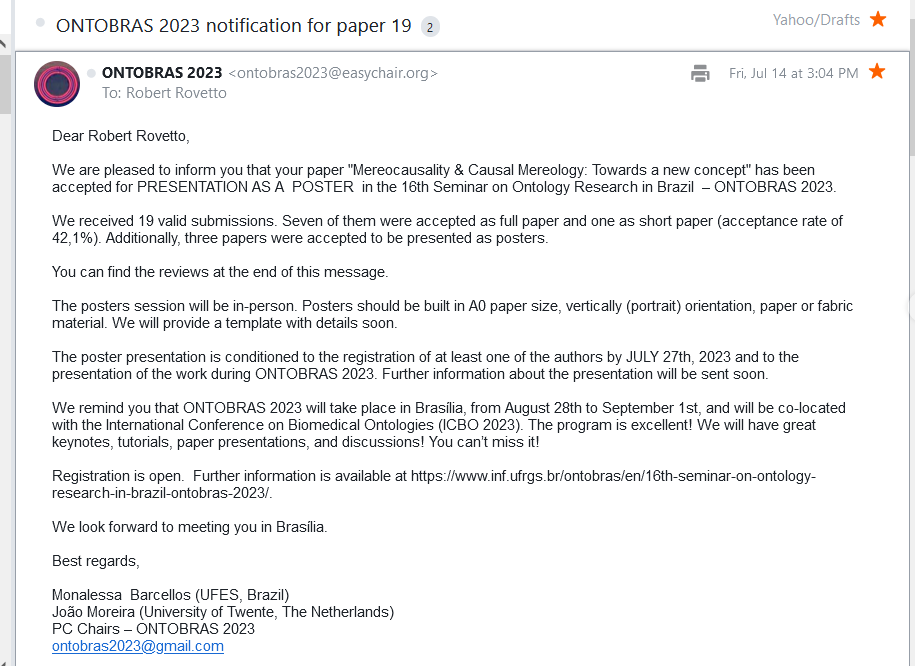 ONTOBRAS 2023 notification for paper 19 2
Yahoo/Drafts
ONTOBRAS 2023 <ontobras2023@easychair.org>
Fri, Jul 14 at 3:04 PM
To: Robert Rovetto
Dear Robert Rovetto,
We are pleased to inform you that your paper "Mereocausality & Causal Mereology: Towards a new concept" has been
accepted for PRESENTATION AS A  POSTER  in the 16th Seminar on Ontology Research in Brazil  – ONTOBRAS 2023.
We received 19 valid submissions. Seven of them were accepted as full paper and one as short paper (acceptance rate of
42,1%). Additionally, three papers were accepted to be presented as posters.
You can find the reviews at the end of this message.
The posters session will be in-person. Posters should be built in A0 paper size, vertically (portrait) orientation, paper or fabric
material. We will provide a template with details soon.
The poster presentation is conditioned to the registration of at least one of the authors by JULY 27th, 2023 and to the
presentation of the work during ONTOBRAS 2023. Further information about the presentation will be sent soon.
We remind you that ONTOBRAS 2023 will take place in Brasília, from August 28th to September 1st, and will be co-located
with the International Conference on Biomedical Ontologies (ICBO 2023). The program is excellent! We will have great
keynotes, tutorials, paper presentations, and discussions! You can’t miss it!
Registration is open.  Further information is available at https://www.inf.ufrgs.br/ontobras/en/16th-seminar-on-ontology-
research-in-brazil-ontobras-2023/.
We look forward to meeting you in Brasília.
Best regards,
Monalessa  Barcellos (UFES, Brazil)
João Moreira (University of Twente, The Netherlands)
PC Chairs – ONTOBRAS 2023
ontobras2023@gmail.com